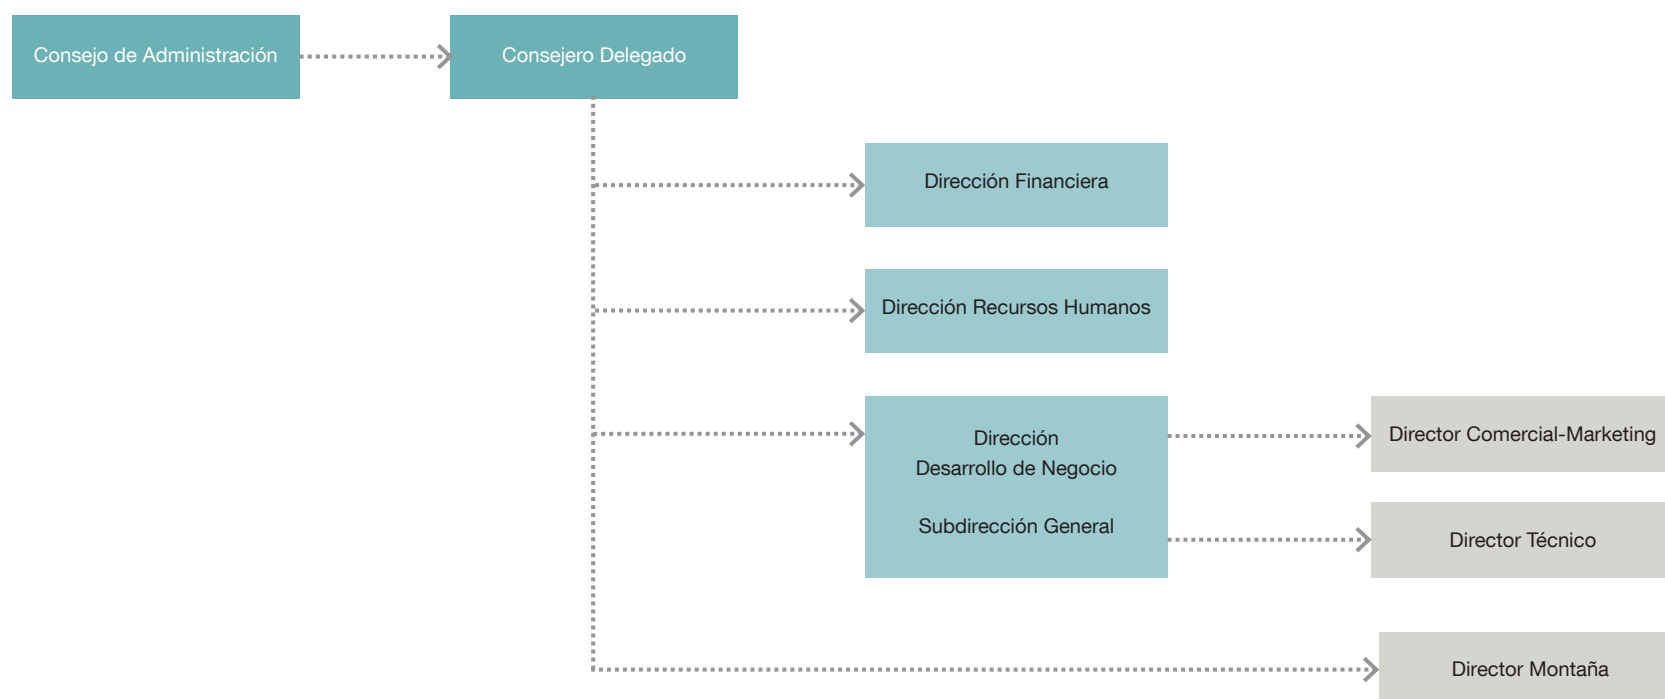 Consejo de Administración
Consejero Delegado
Dirección Financiera
Dirección Recursos Humanos
Dirección
Desarrollo de Negocio
Subdirección General
Director Comercial-Marketing
Director Técnico
Director Montaña